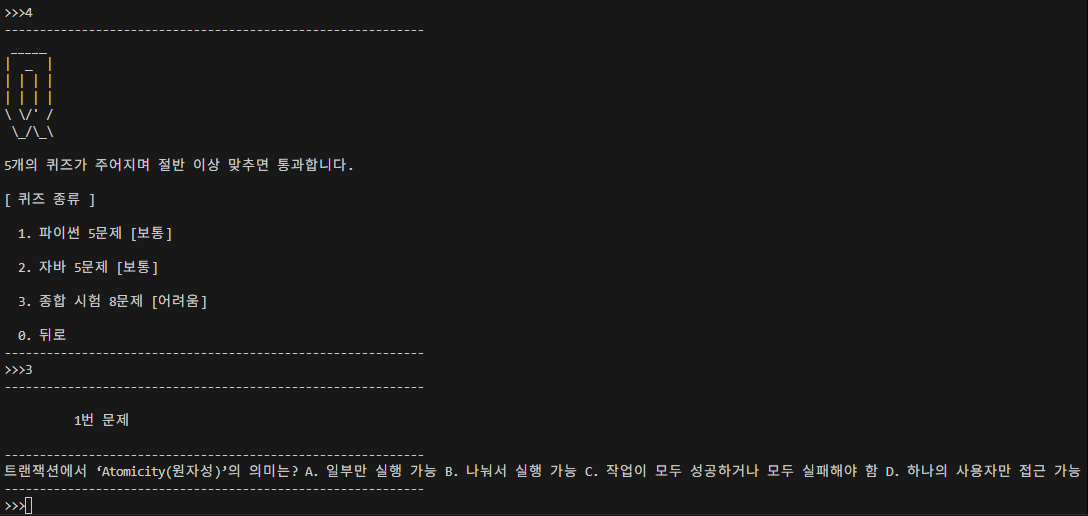 >>>4
------------------------------------------------------------
 _____
|  _  |
| | | |
| | | |
\ \/' /
 \_/\_\
5개의 퀴즈가 주어지며 절반 이상 맞추면 통과합니다.
[ 퀴즈 종류 ]
1. 파이썬 5문제 [보통]
2. 자바 5문제 [보통]
3. 종합 시험 8문제 [어려움]
0. 뒤로
------------------------------------------------------------
>>>3
------------------------------------------------------------
1번 문제
------------------------------------------------------------
트랜잭션에서 ‘Atomicity(원자성)’의 의미는? A. 일부만 실행 가능 B. 나눠서 실행 가능 C. 작업이 모두 성공하거나 모두 실패해야 함 D. 하나의 사용자만 접근 가능
------------------------------------------------------------
>>>